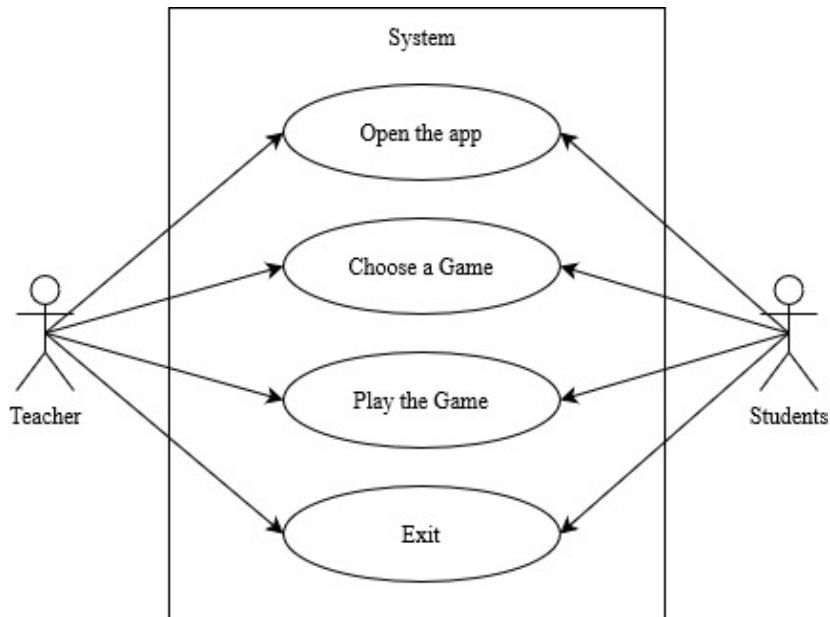 System
Open the app
Choose a Game
Play the Game
Teacher
Students
Exit